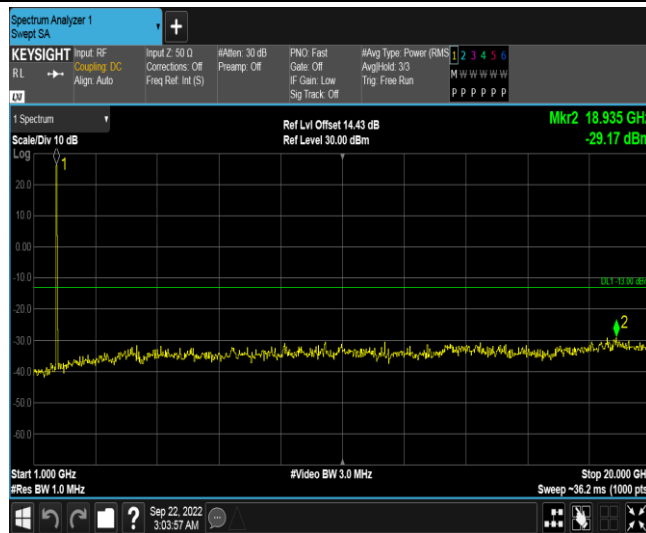 Spectrum Analyzer 1
Swept SA
+
KEYSIGHT
RL
LXI
Input: RF
Coupling: DC
Align: Auto
Input Z: 50 Ω
Corrections: Off
Freq Ref: Int (S)
#Atten: 30 dB
Preamp: Off
PNO: Fast
Gate: Off
IF Gain: Low
Sig Track: Off
#Avg Type: Power (RMS
Avg|Hold: 3/3
Trig: Free Run
1 2 3 4 5 6
M W W W W W
P P P P P P
1 Spectrum
Scale/Div 10 dB
Log
Ref Lvl Offset 14.43 dB
Ref Level 30.00 dBm
Mkr2 18.935 GHz
-29.17 dBm
1
20.0
10.0
0.00
-10.0
DL1 -13.00 dBm
-20.0
2
-30.0
-40.0
-50.0
-60.0
Start 1.000 GHz
#Res BW 1.0 MHz
#Video BW 3.0 MHz
Stop 20.000 GHz
Sweep ~36.2 ms (1000 pts)
?
Sep 22, 2022
3:03:57 AM